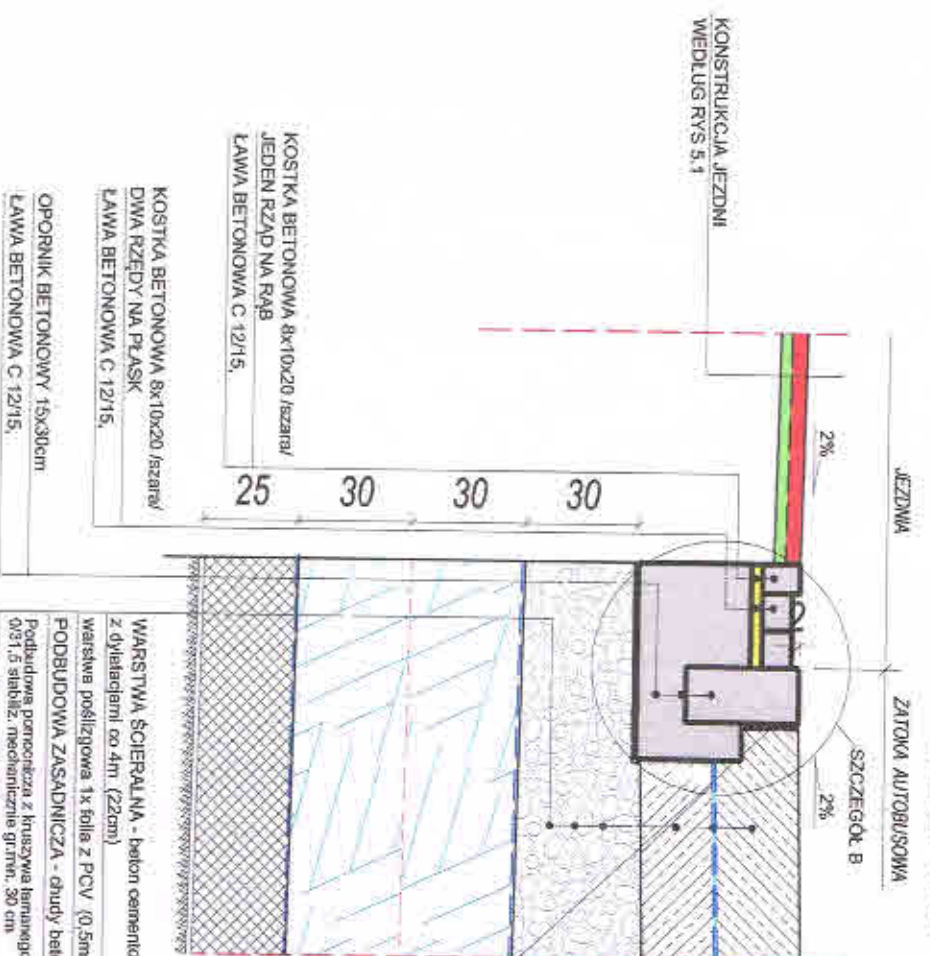 KONSTRUKCJA JEZDNI
WEDŁUG RYS 5.1
JEZDNIA
ZATOKA AUTOBUSOWA
2%
2%
SZCZEGÓŁ B
KOSTKA BETONOWA 8x10x20 /szara/
JEDEN RZĄD NA RĄB
ŁAWA BETONOWA C 12/15,
KOSTKA BETONOWA 8x10x20 /szara/
DWA RZĘDY NA PŁASK
ŁAWA BETONOWA C 12/15,
OPORNIK BETONOWY 15x30cm
ŁAWA BETONOWA C 12/15,
25
30
30
30
WARSTWA ŚCIERALNA - beton cemento
z dylatacjami co 4m (22cm)
warstwa poślizgowa 1x folia z PCV (0,5m
PODBUDOWA ZASADNICZA - chudy bet
Podbudowa pomocnicza z kruszywa łamanego
0/31,5 stabiliz. mechanicznie gr.min. 30 cm